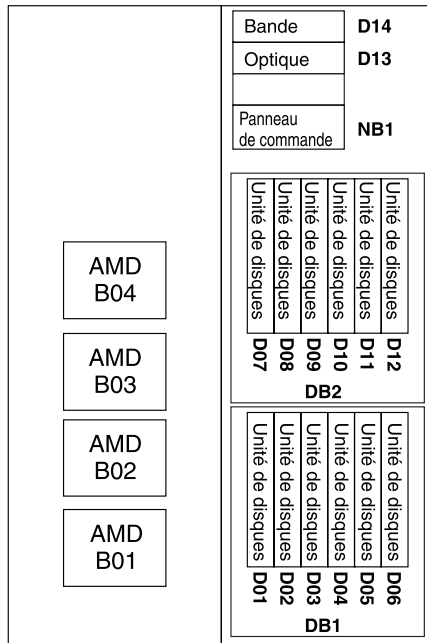 Bande D14
Optique D13
Panneau
de commande NB1
AMD
B04
AMD
B03
AMD
B02
AMD
B01
Unité de disques
Unité de disques
Unité de disques
Unité de disques
Unité de disques
Unité de disques
D07 D08 D09 D10 D11 D12
DB2
Unité de disques
Unité de disques
Unité de disques
Unité de disques
Unité de disques
Unité de disques
D01 D02 D03 D04 D05 D06
DB1